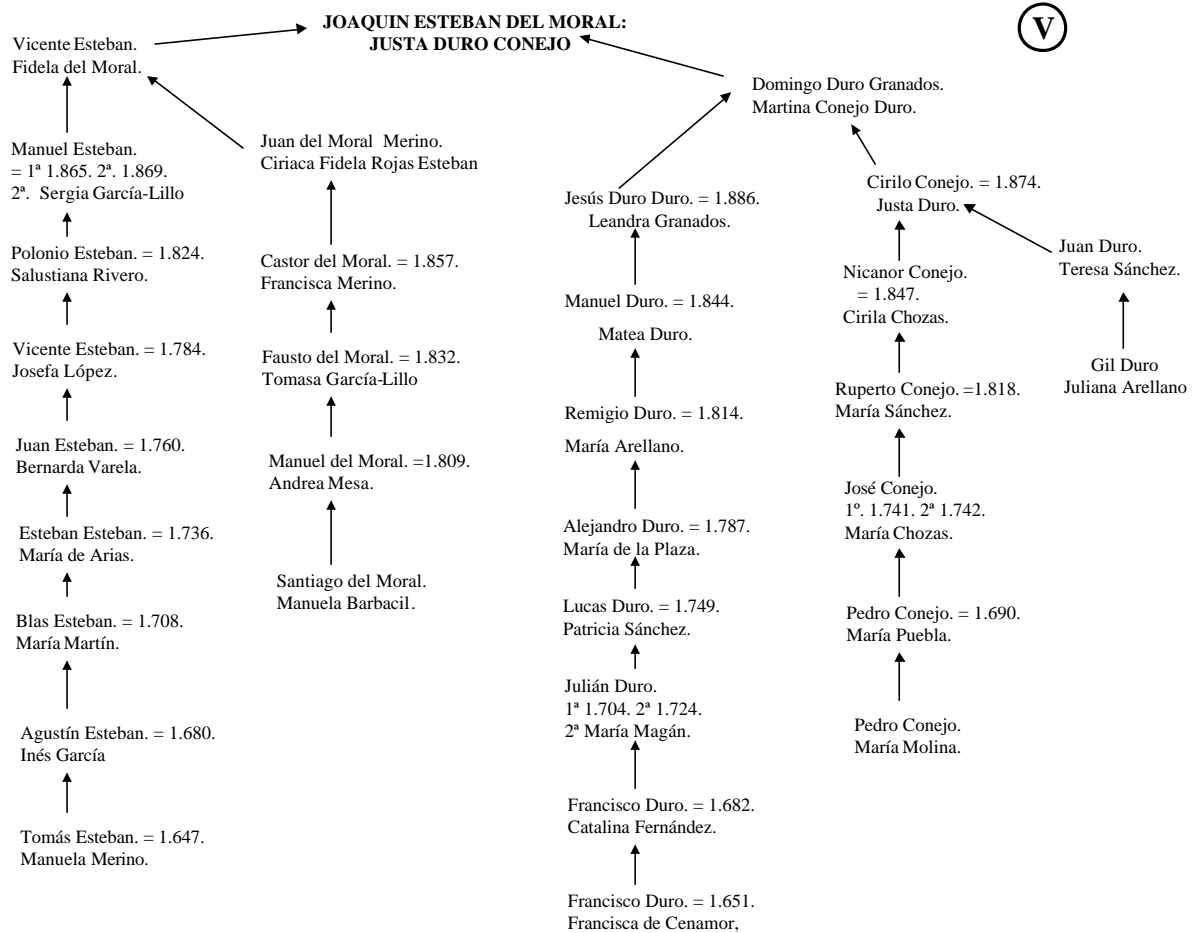 JOAQUIN ESTEBAN DEL MORAL:
JUSTA DURO CONEJO
V
Vicente Esteban.
Fidela del Moral.
Manuel Esteban.
= 1ª 1.865. 2ª. 1.869.
2ª. Sergia García-Lillo
Polonio Esteban. = 1.824.
Salustiana Rivero.
Vicente Esteban. = 1.784.
Josefa López.
Juan Esteban. = 1.760.
Bernarda Varela.
Esteban Esteban. = 1.736.
María de Arias.
Blas Esteban. = 1.708.
María Martín.
Agustín Esteban. = 1.680.
Inés García
Tomás Esteban. = 1.647.
Manuela Merino.
Juan del Moral Merino.
Ciriaca Fidela Rojas Esteban
Castor del Moral. = 1.857.
Francisca Merino.
Fausto del Moral. = 1.832.
Tomasa García-Lillo
Manuel del Moral. =1.809.
Andrea Mesa.
Santiago del Moral.
Manuela Barbacil.
Domingo Duro Granados.
Martina Conejo Duro.
Jesús Duro Duro. = 1.886.
Leandra Granados.
Manuel Duro. = 1.844.
Matea Duro.
Remigio Duro. = 1.814.
María Arellano.
Alejandro Duro. = 1.787.
María de la Plaza.
Lucas Duro. = 1.749.
Patricia Sánchez.
Julián Duro.
1ª 1.704. 2ª 1.724.
2ª María Magán.
Francisco Duro. = 1.682.
Catalina Fernández.
Francisco Duro. = 1.651.
Francisca de Cenamor,
Cirilo Conejo. = 1.874.
Justa Duro.
Nicanor Conejo.
= 1.847.
Cirila Chozas.
Ruperto Conejo. =1.818.
María Sánchez.
José Conejo.
1º. 1.741. 2ª 1.742.
María Chozas.
Pedro Conejo. = 1.690.
María Puebla.
Pedro Conejo.
María Molina.
Juan Duro.
Teresa Sánchez.
Gil Duro
Juliana Arellano